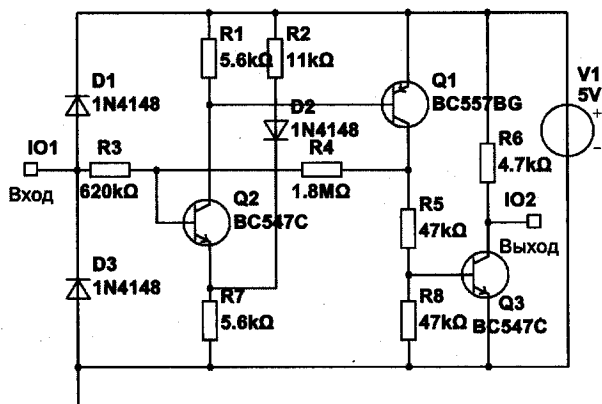 R1
5.6kΩ
R2
11kΩ
D1
1N4148
D2
1N4148
Q1
BC557BG
V1
5V
+
−
IO1
Вход
R3
620kΩ
R4
1.8MΩ
R6
4.7kΩ
Q2
BC547C
R5
47kΩ
IO2
Выход
D3
1N4148
R7
5.6kΩ
R8
47kΩ
Q3
BC547C